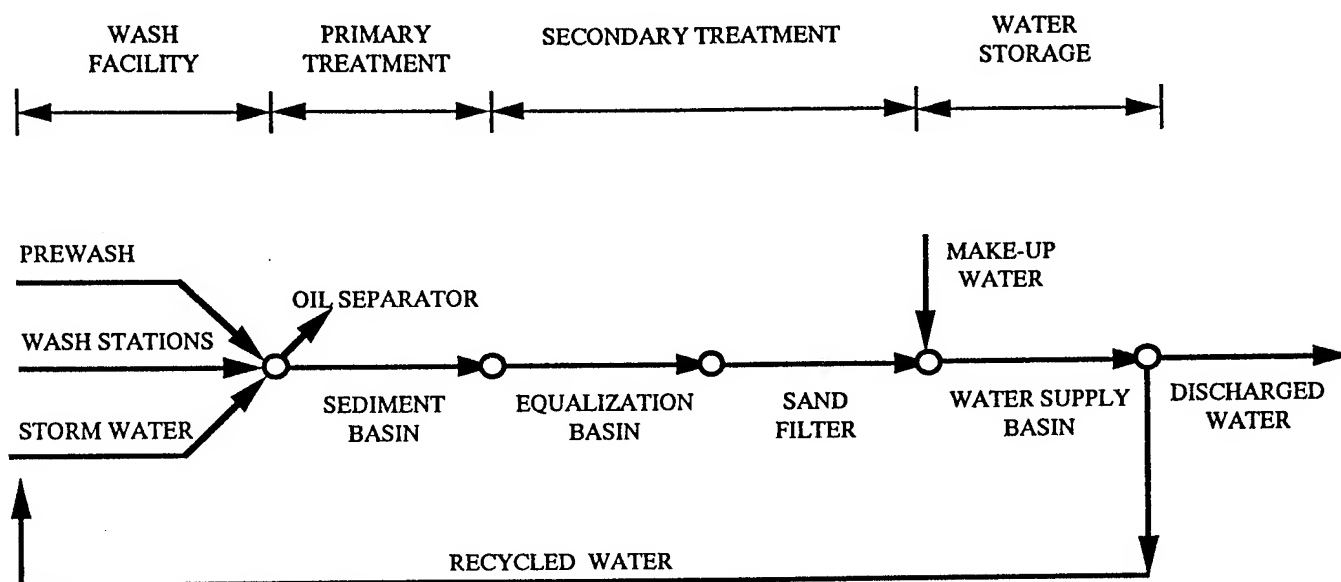 WASH
FACILITY
PRIMARY
TREATMENT
SECONDARY TREATMENT
WATER
STORAGE
PREWASH
OIL SEPARATOR
WASH STATIONS
STORM WATER
SEDIMENT
BASIN
EQUALIZATION
BASIN
SAND
FILTER
MAKE-UP
WATER
WATER SUPPLY
BASIN
DISCHARGED
WATER
RECYCLED WATER